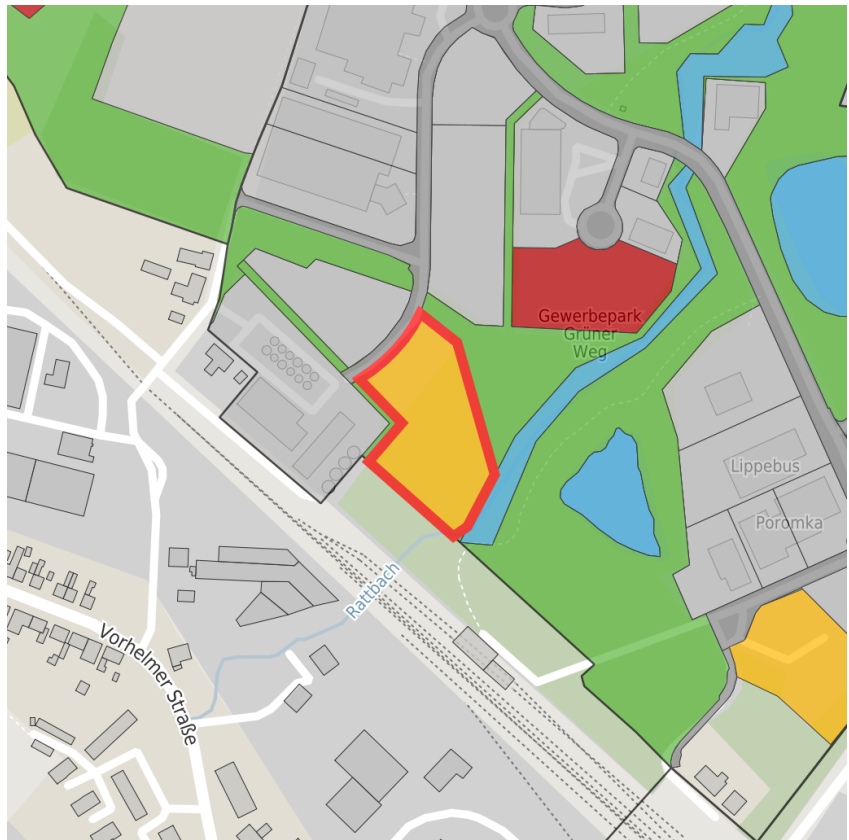 Gewerbepark
Grüner
Weg
Lippebus
Poromka
Rattbach
Vorhelmer Straße